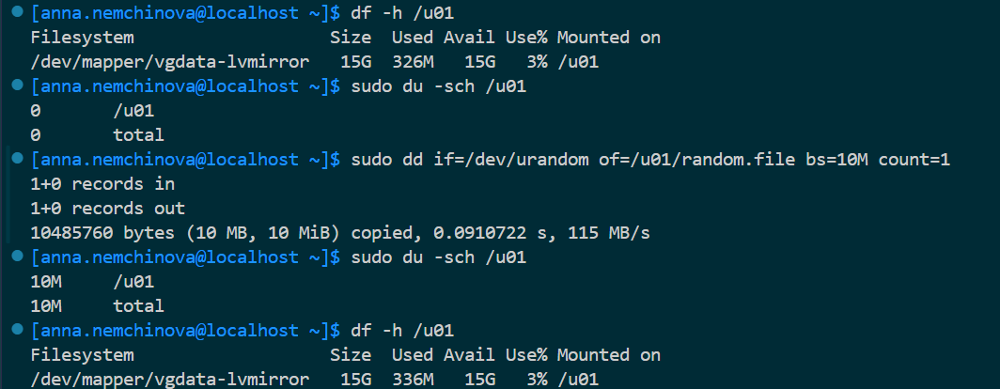 [anna.nemchinova@localhost ~]$ df -h /u01
Filesystem                 Size  Used Avail Use% Mounted on
/dev/mapper/vgdata-lvmirror   15G  326M   15G   3% /u01
[anna.nemchinova@localhost ~]$ sudo du -sch /u01
0       /u01
0       total
[anna.nemchinova@localhost ~]$ sudo dd if=/dev/urandom of=/u01/random.file bs=10M count=1
1+0 records in
1+0 records out
10485760 bytes (10 MB, 10 MiB) copied, 0.0910722 s, 115 MB/s
[anna.nemchinova@localhost ~]$ sudo du -sch /u01
10M     /u01
10M     total
[anna.nemchinova@localhost ~]$ df -h /u01
Filesystem                 Size  Used Avail Use% Mounted on
/dev/mapper/vgdata-lvmirror   15G  336M   15G   3% /u01